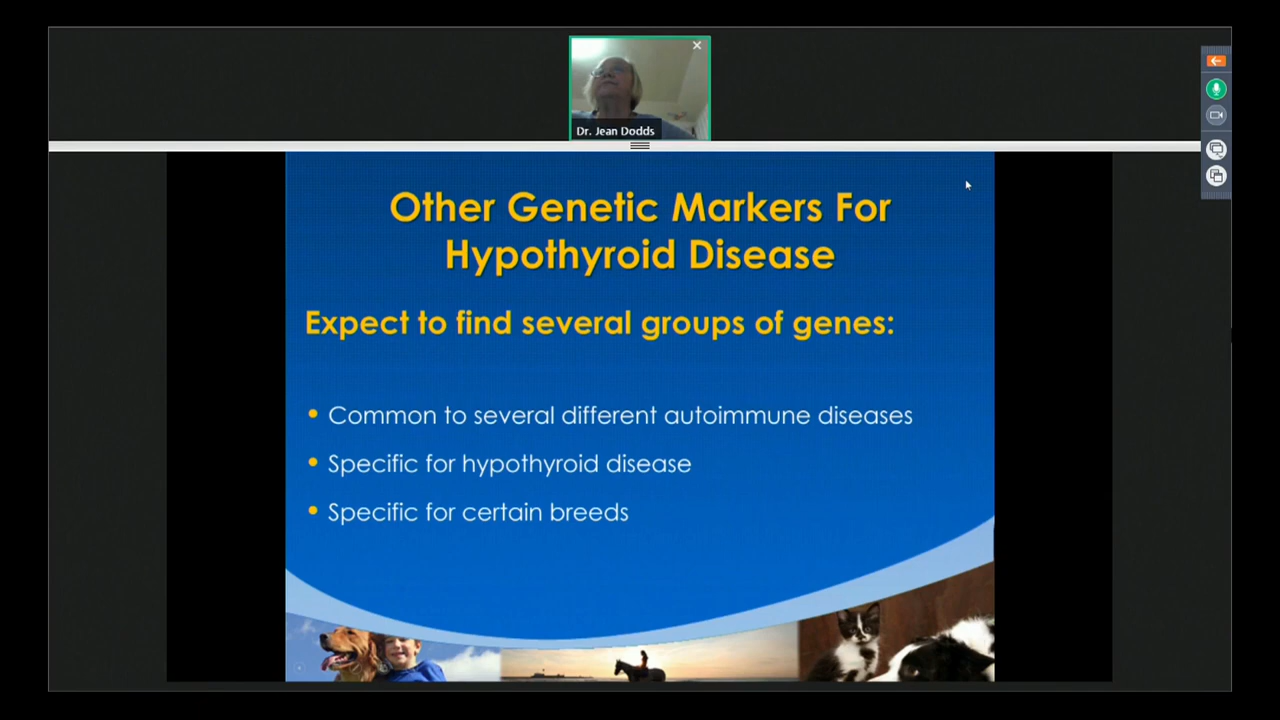 Dr. Jean Dodds
Other Genetic Markers For
Hypothyroid Disease
Expect to find several groups of genes:
• Common to several different autoimmune diseases
• Specific for hypothyroid disease
• Specific for certain breeds